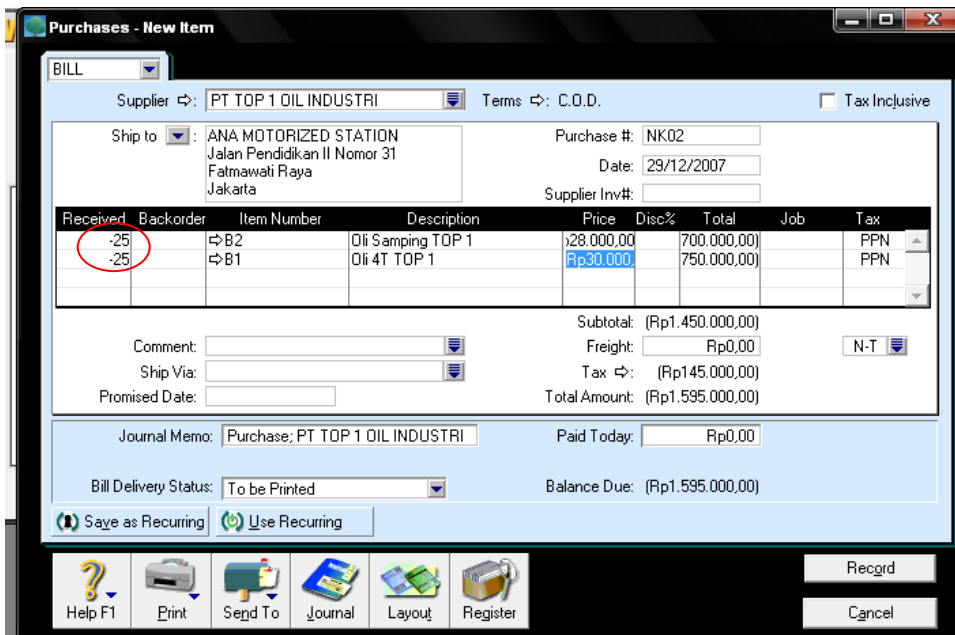 Purchases - New Item
BILL
Supplier ⇨: PT TOP 1 OIL INDUSTRI Terms ⇨: C.O.D. Tax Inclusive
Ship to : ANA MOTORIZED STATION Purchase #: NK02
Jalan Pendidikan II Nomor 31
Fatmawati Raya Date: 29/12/2007
Jakarta Supplier Inv#:
Received Backorder Item Number Description Price Disc% Total Job Tax
-25 ⇨B2 Oli Samping TOP 1 28.000,00 700.000,00) PPN
-25 ⇨B1 Oli 4T TOP 1 Rp30.000, 750.000,00) PPN
Subtotal: (Rp1.450.000,00)
Comment: Freight: Rp0,00 N-T
Ship Via: Tax ⇨: (Rp145.000,00)
Promised Date: Total Amount: (Rp1.595.000,00)
Journal Memo: Purchase; PT TOP 1 OIL INDUSTRI Paid Today: Rp0,00
Bill Delivery Status: To be Printed Balance Due: (Rp1.595.000,00)
Save as Recurring Use Recurring
Help F1 Print Send To Journal Layout Register
Record
Cancel